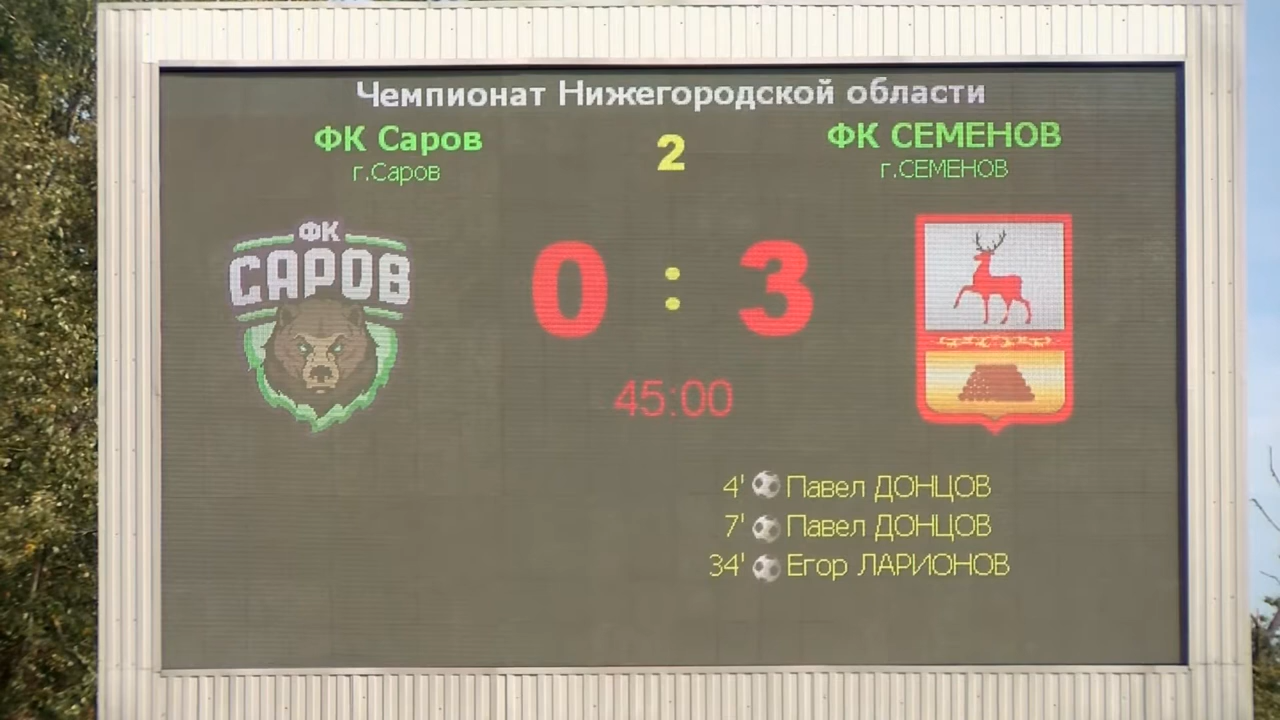 Чемпионат Нижегородской области
ФК Саров
2
ФК СЕМЕНОВ
г.Саров
г.СЕМЕНОВ
ФК
САРОВ
0 : 3
45:00
4' Павел ДОНЦОВ
7' Павел ДОНЦОВ
34' Егор ЛАРИОНОВ